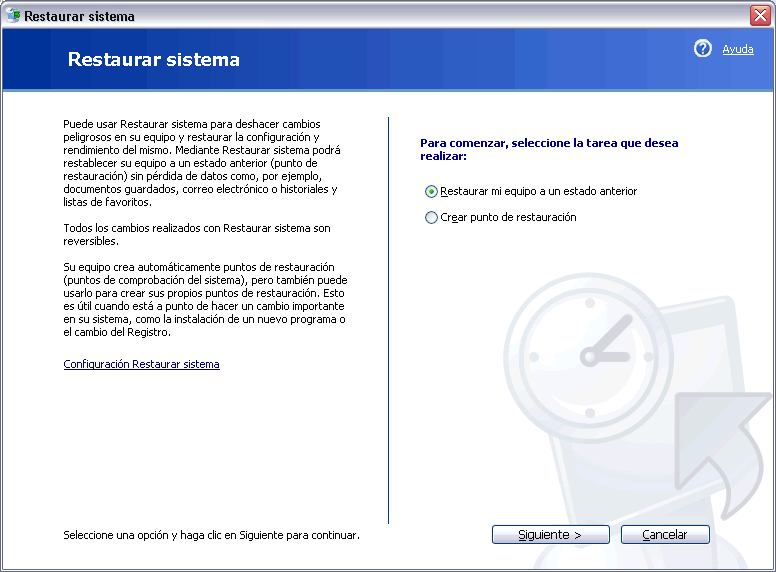 Restaurar sistema
Restaurar sistema
? Ayuda
Puede usar Restaurar sistema para deshacer cambios
peligrosos en su equipo y restaurar la configuración y
rendimiento del mismo. Mediante Restaurar sistema podrá
restablecer su equipo a un estado anterior (punto de
restauración) sin pérdida de datos como, por ejemplo,
documentos guardados, correo electrónico o historiales y
listas de favoritos.
Todos los cambios realizados con Restaurar sistema son
reversibles.
Su equipo crea automáticamente puntos de restauración
(puntos de comprobación del sistema), pero también puede
usarlo para crear sus propios puntos de restauración. Esto
es útil cuando está a punto de hacer un cambio importante
en su sistema, como la instalación de un nuevo programa o
el cambio del Registro.
Configuración Restaurar sistema
Para comenzar, seleccione la tarea que desea
realizar:
Restaurar mi equipo a un estado anterior
Crear punto de restauración
Seleccione una opción y haga clic en Siguiente para continuar.
Siguiente >
Cancelar